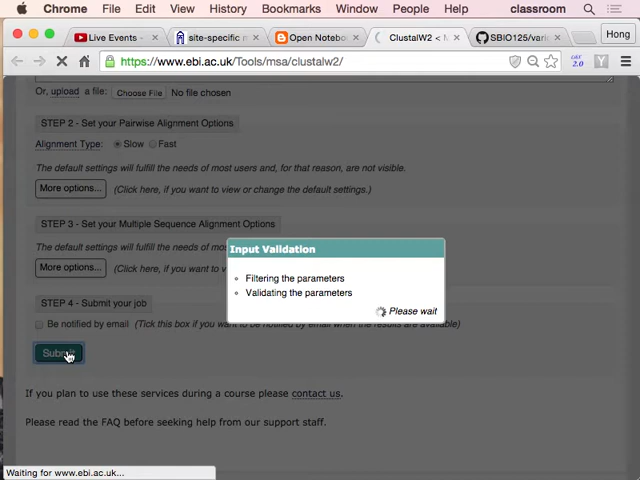 Chrome File Edit View History Bookmarks Window People Help classroom
Live Events - site-specific m Open Notebo ClustalW2 < M SBIO125/vari Hong
https://www.ebi.ac.uk/Tools/msa/clustalw2/ 2.0
Or, upload a file: Choose File No file chosen
STEP 2 - Set your Pairwise Alignment Options
Alignment Type: Slow Fast
The default settings will fulfill the needs of most users and, for that reason, are not visible.
More options... (Click here, if you want to view or change the default settings.)
STEP 3 - Set your Multiple Sequence Alignment Options
The default settings will fulfill the needs of mos
More options... (Click here, if you want to v
Input Validation
Filtering the parameters
Validating the parameters
Please wait
STEP 4 - Submit your job
Be notified by email (Tick this box if you want to be notified by email when the results are available)
Submit
If you plan to use these services during a course please contact us.
Please read the FAQ before seeking help from our support staff.
Waiting for www.ebi.ac.uk...